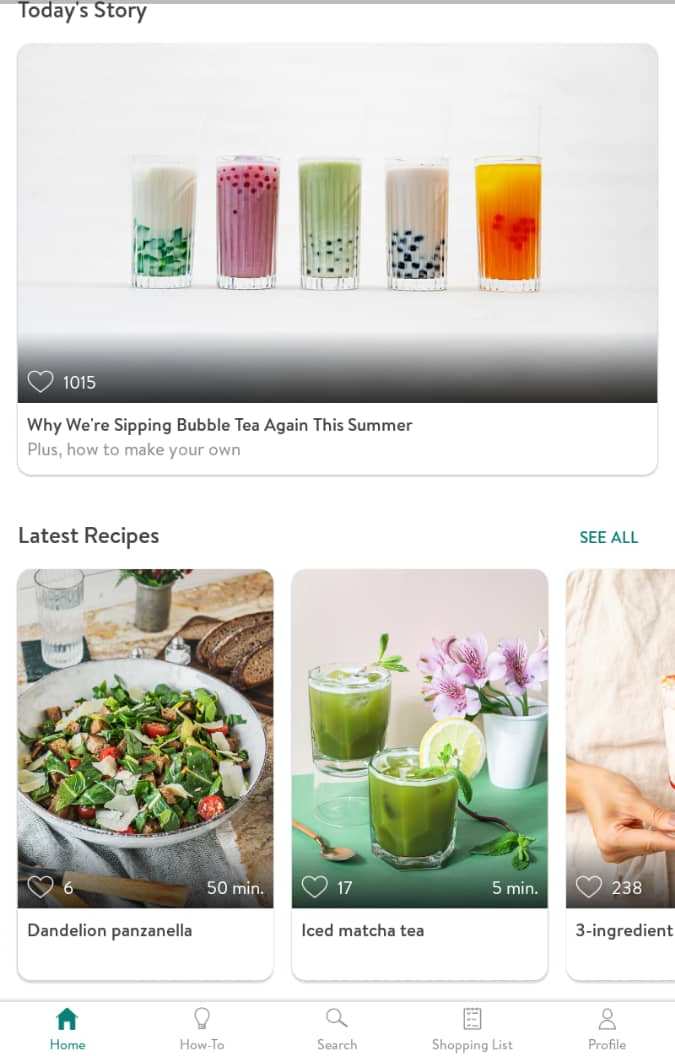 Today's Story
1015
Why We're Sipping Bubble Tea Again This Summer
Plus, how to make your own
Latest Recipes
SEE ALL
6
50 min.
17
5 min.
238
Dandelion panzanella
Iced matcha tea
3-ingredient
Home
How-To
Search
Shopping List
Profile